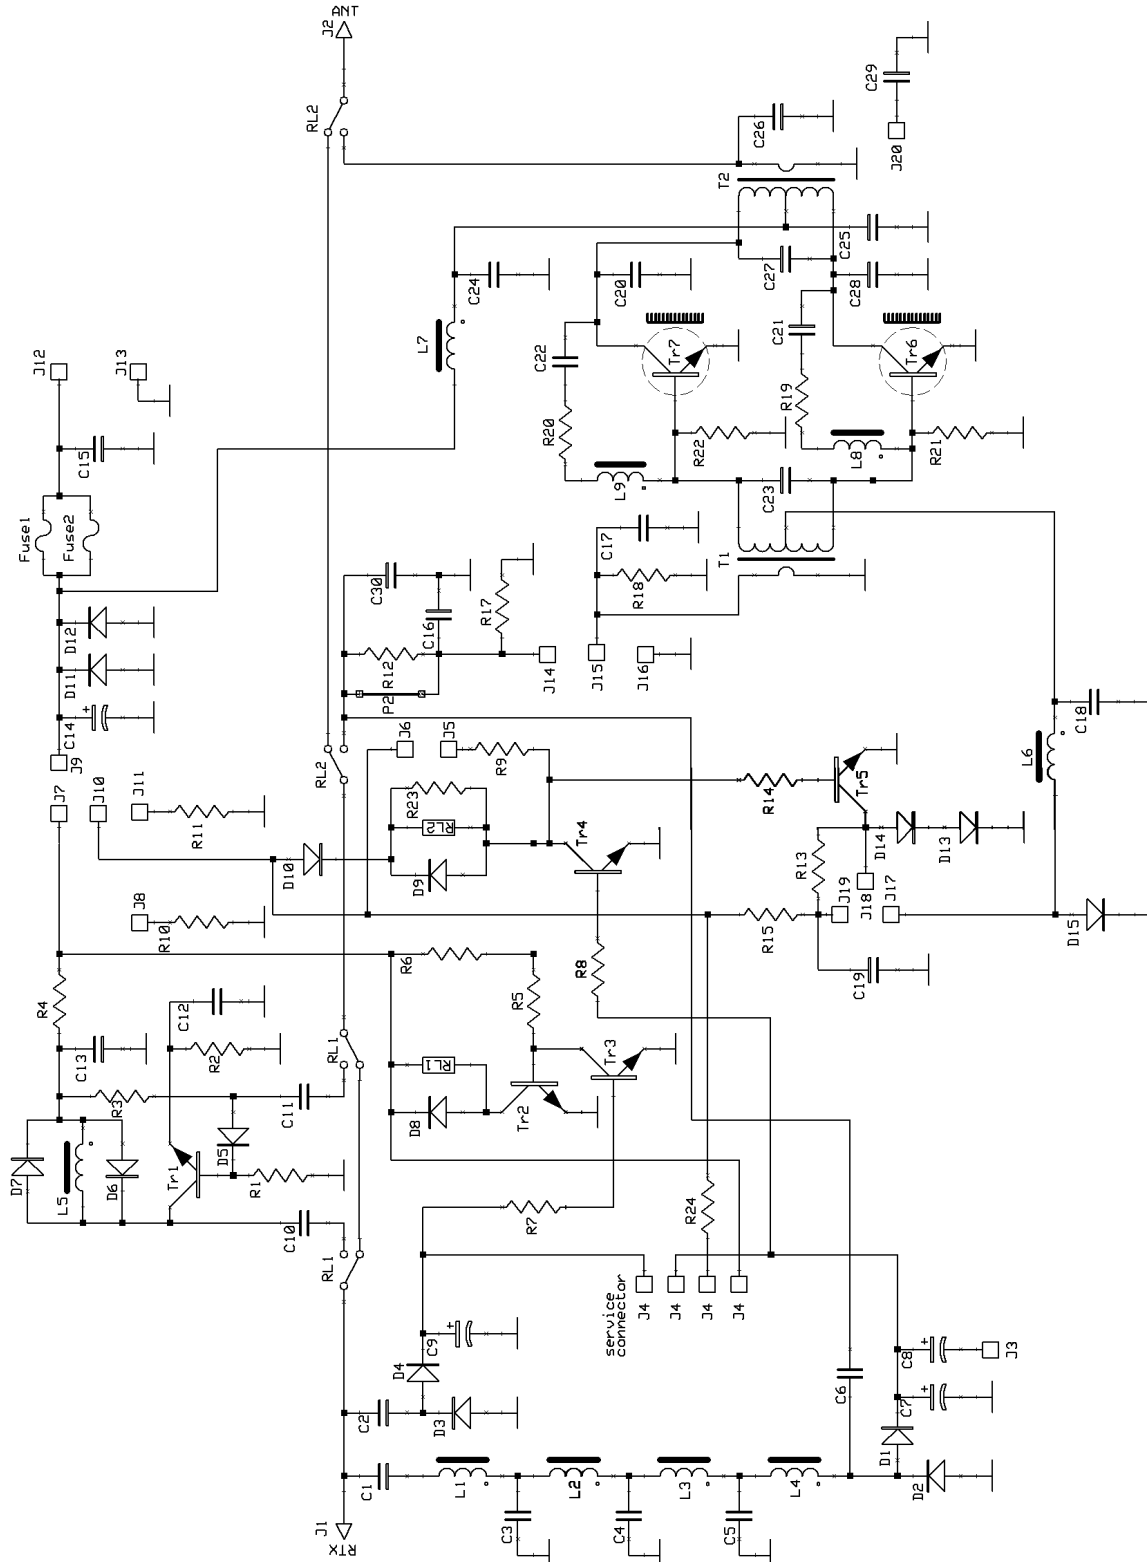 J2
ANT
RL2
C29
J20
C26
T2
C25
C27
C28
C20
C24
L7
C21
C22
Tr7
Tr6
R19
R20
R21
R22
L8
L9
C23
T1
C17
R18
J12
J13
C15
Fuse1
Fuse2
D12
D11
C14
+
J9
J7
J10
J11
R11
C30
C16
R17
R12
P2
J14
J15
J16
RL2
J6
J5
R9
R23
RL2
D9
D10
Tr4
R14
Tr5
L6
C18
D14
D13
R13
J19
J18
J17
R15
D15
C19
J8
R10
R4
R6
R5
R8
C13
C12
R2
RL1
R3
C11
D5
RL1
D8
Tr2
Tr3
D7
L5
D6
Tr1
R1
C10
RL1
R7
R24
J4
J4
J4
J4
service
connector
C9
+
D4
D3
C2
C1
C6
C8
+
C7
+
J3
D1
D2
L1
L2
L3
L4
C3
C4
C5
J1
RTX